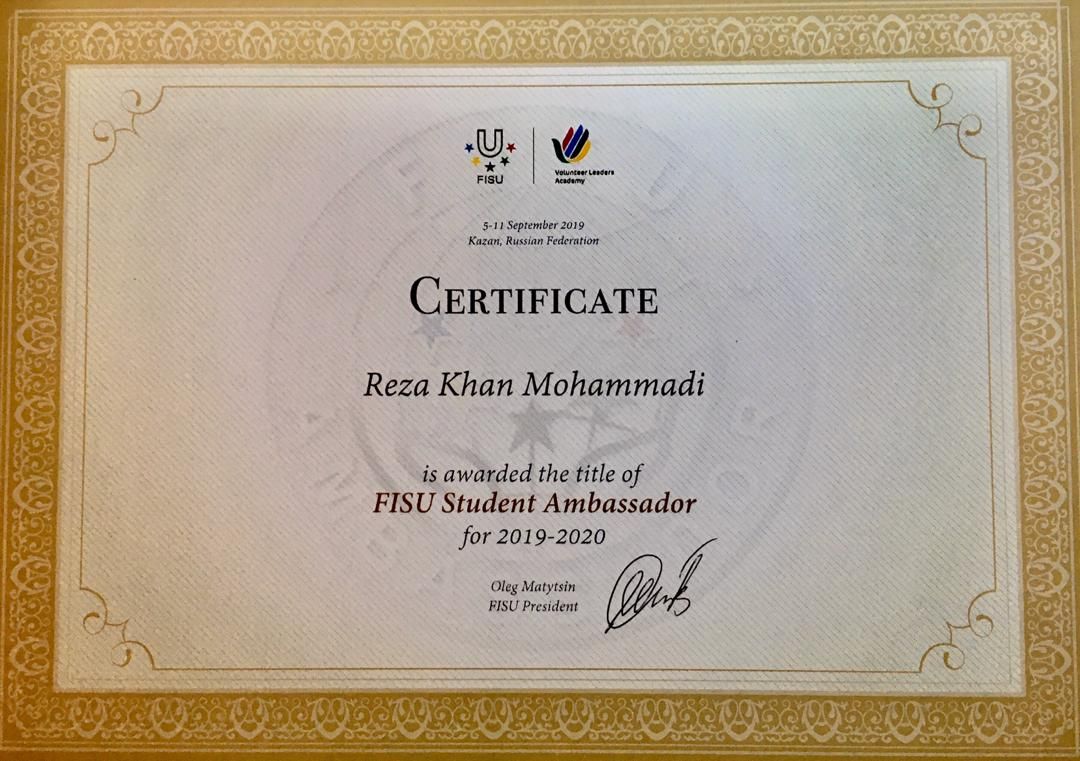 U
FISU
Volunteer Leaders
Academy
5-11 September 2019
Kazan, Russian Federation
CERTIFICATE
Reza Khan Mohammadi
is awarded the title of
FISU Student Ambassador
for 2019-2020
Oleg Matytsin
FISU President